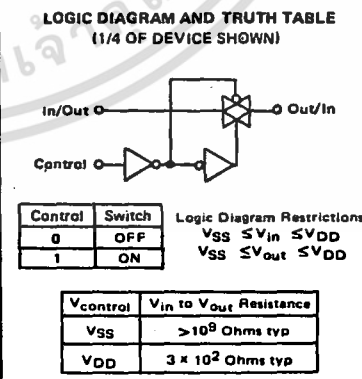 LOGIC DIAGRAM AND TRUTH TABLE
(1/4 OF DEVICE SHOWN)
In/Out
Out/In
Control
Control Switch
0 OFF
1 ON
Logic Diagram Restrictions
VSS ≤ Vin ≤ VDD
VSS ≤ Vout ≤ VDD
Vcontrol Vin to Vout Resistance
VSS >10⁹ Ohms typ
VDD 3 × 10² Ohms typ